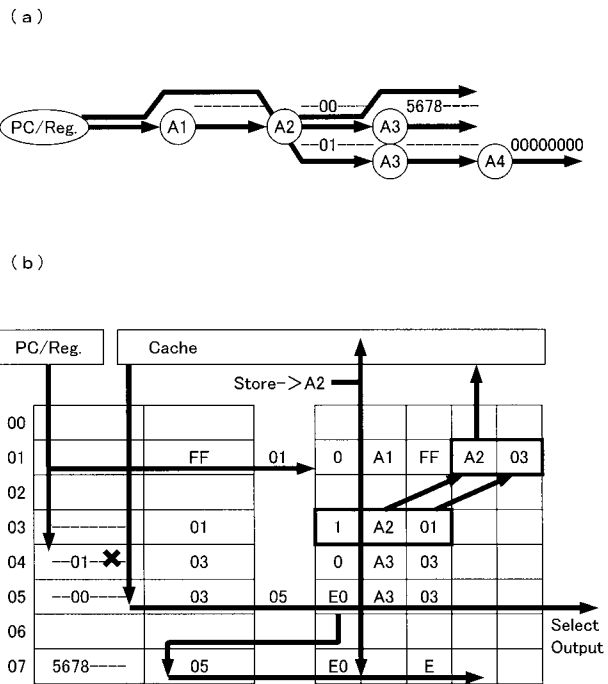 (a)
--------- --00--- 5678----
PC/Reg. A1 A2 A3
--01--- --------- 00000000
A3 A4
(b)
PC/Reg. Cache
Store->A2
00
01 FF 01 0 A1 FF A2 03
02
03 -------- 01 1 A2 01
04 --01-- 03 0 A3 03
05 --00---- 03 05 E0 A3 03
Select
Output
06
07 5678---- 05 E0 E